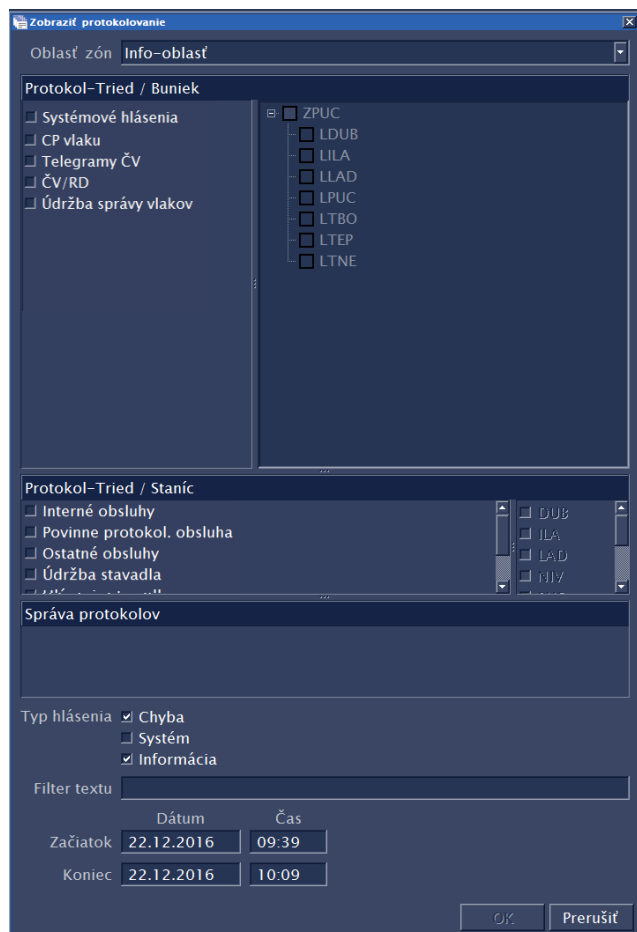 Zobraziť protokolovanie
Oblasť zón Info-oblasť
Protokol-Tried / Buniek
Systémové hlásenia
CP vlaku
Telegramy ČV
ČV/RD
Údržba správy vlakov
ZPUC
LDUB
LILA
LLAD
LPUC
LTBO
LTEP
LTNE
Protokol-Tried / Staníc
Interné obsluhy
Povinne protokol. obsluha
Ostatné obsluhy
Údržba stavadla
DUB
ILA
LAD
NIV
Správa protokolov
Typ hlásenia Chyba
Systém
Informácia
Filter textu
Dátum Čas
Začiatok 22.12.2016 09:39
Koniec 22.12.2016 10:09
OK Prerušiť